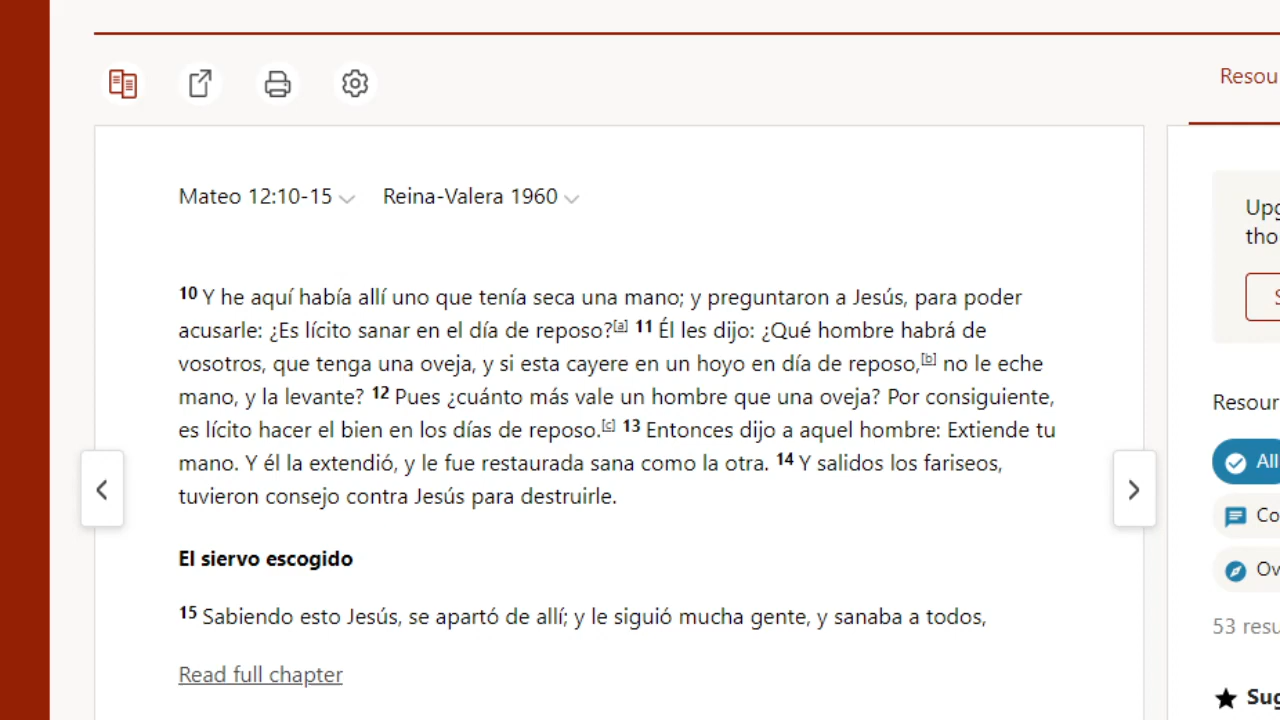 Resou
Mateo 12:10-15 Reina-Valera 1960
Upg
tho
S
10 Y he aquí había allí uno que tenía seca una mano; y preguntaron a Jesús, para poder
acusarle: ¿Es lícito sanar en el día de reposo?[a] 11 Él les dijo: ¿Qué hombre habrá de
vosotros, que tenga una oveja, y si esta cayere en un hoyo en día de reposo,[b] no le eche
mano, y la levante? 12 Pues ¿cuánto más vale un hombre que una oveja? Por consiguiente,
es lícito hacer el bien en los días de reposo.[c] 13 Entonces dijo a aquel hombre: Extiende tu
mano. Y él la extendió, y le fue restaurada sana como la otra. 14 Y salidos los fariseos,
tuvieron consejo contra Jesús para destruirle.
El siervo escogido
15 Sabiendo esto Jesús, se apartó de allí; y le siguió mucha gente, y sanaba a todos,
Read full chapter
Resour
All
Co
Ov
53 resu
Sug